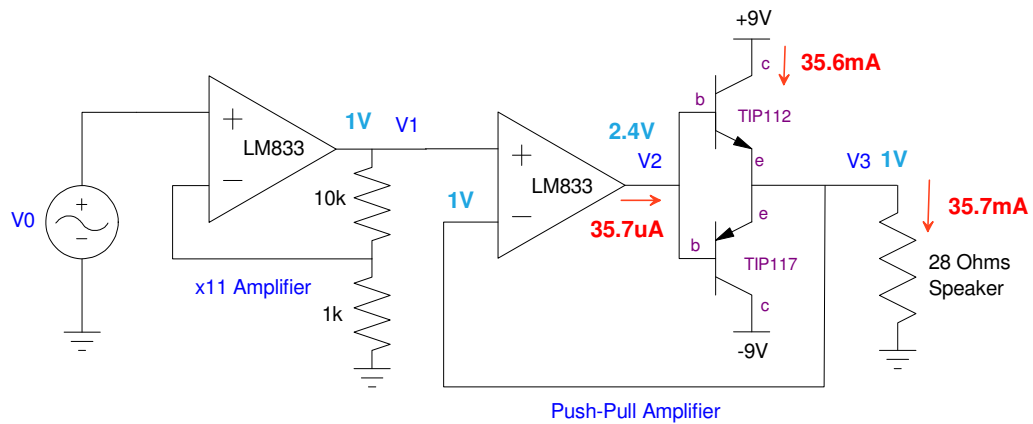 +9V
c
35.6mA
b
TIP112
1V
V1
+
LM833
−
+
LM833
−
2.4V
V2
e
V3
1V
V0
+
−
10k
1V
35.7uA
e
35.7mA
b
TIP117
28 Ohms
Speaker
x11 Amplifier
1k
c
-9V
Push-Pull Amplifier